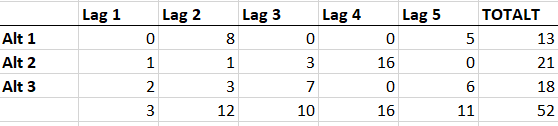 Lag 1 Lag 2 Lag 3 Lag 4 Lag 5 TOTALT
Alt 1 0 8 0 0 5 13
Alt 2 1 1 3 16 0 21
Alt 3 2 3 7 0 6 18
3 12 10 16 11 52